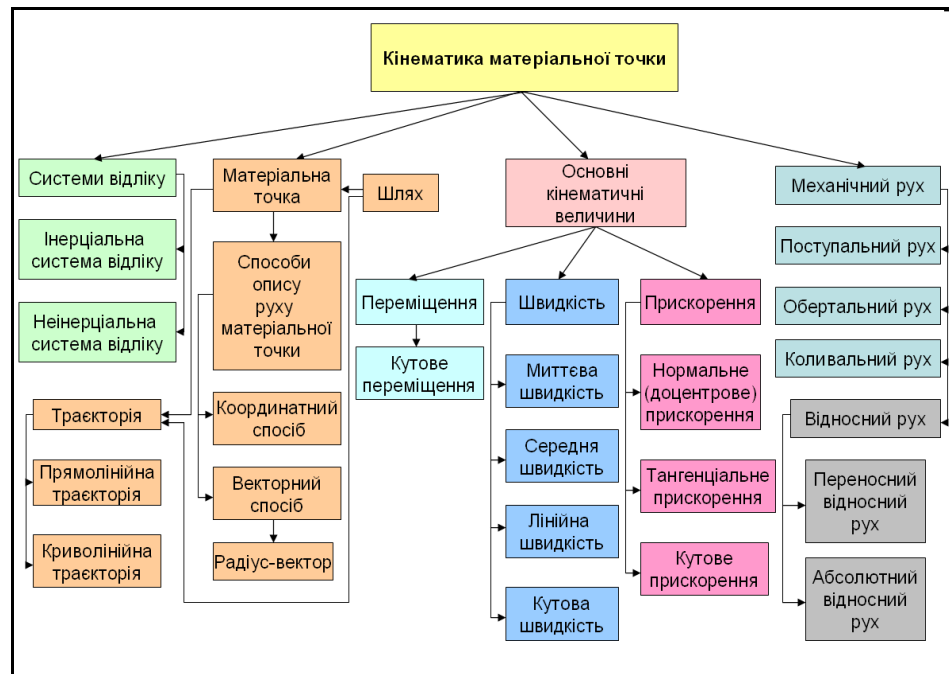 Кінематика матеріальної точки
Системи відліку
Інерціальна
система відліку
Неінерціальна
система відліку
Матеріальна
точка
Шлях
Способи
опису
руху
матеріальної
точки
Координатний
спосіб
Векторний
спосіб
Радіус-вектор
Траєкторія
Прямолінійна
траєкторія
Криволінійна
траєкторія
Основні
кінематичні
величини
Переміщення
Кутове
переміщення
Швидкість
Миттєва
швидкість
Середня
швидкість
Лінійна
швидкість
Кутова
швидкість
Прискорення
Нормальне
(доцентрове)
прискорення
Тангенціальне
прискорення
Кутове
прискорення
Механічний рух
Поступальний рух
Обертальний рух
Коливальний рух
Відносний рух
Переносний
відносний
рух
Абсолютний
відносний
рух